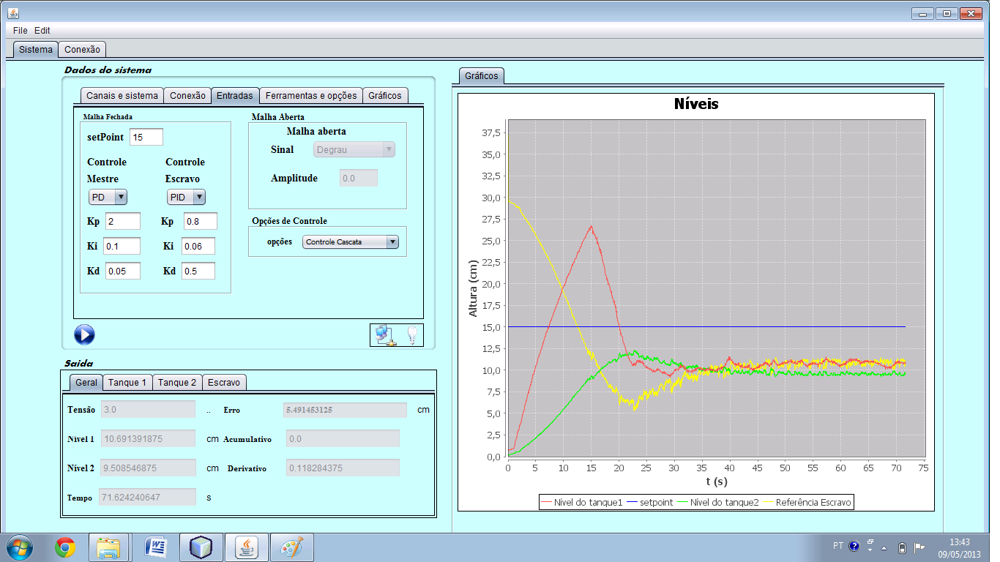 File Edit
Sistema Conexão
Dados do sistema
Canais e sistema Conexão Entradas Ferramentas e opções Gráficos
Malha Fechada
setPoint 15
Controle Controle
Mestre Escravo
PD PID
Kp 2 Kp 0.8
Ki 0.1 Ki 0.06
Kd 0.05 Kd 0.5
Malha Aberta
Malha aberta
Sinal Degrau
Amplitude 0.0
Opções de Controle
opções Controle Cascata
Saida
Geral Tanque 1 Tanque 2 Escravo
Tensão 3.0 .. Erro 5.491453125 cm
Nível 1 10.691391875 cm Acumulativo 0.0
Nível 2 9.508546875 cm Derivativo 0.118284375
Tempo 71.624240647 s
Gráficos
Níveis
37,5
35,0
32,5
30,0
27,5
25,0
22,5
20,0
17,5
15,0
12,5
10,0
7,5
5,0
2,5
0,0
Altura (cm)
0 5 10 15 20 25 30 35 40 45 50 55 60 65 70 75
t (s)
Nível do tanque1 setpoint Nível do tanque2 Referência Escravo
PT
13:43
09/05/2013